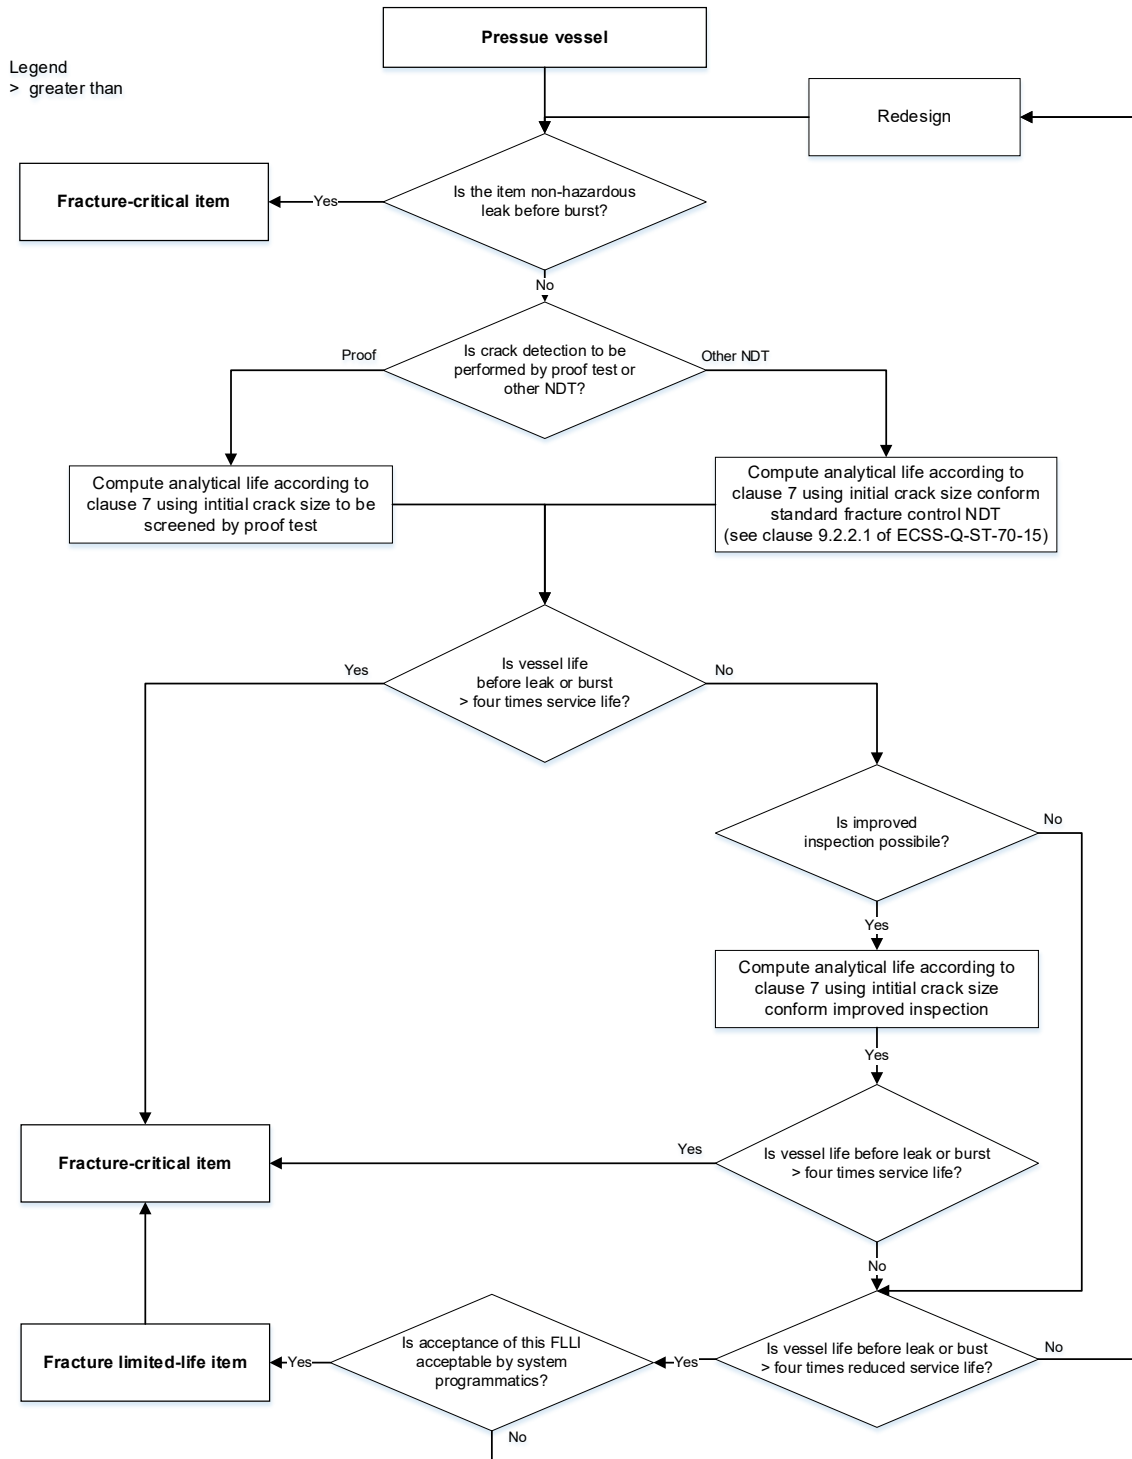 Pressue vessel
Legend
> greater than
Redesign
Fracture-critical item
Yes
Is the item non-hazardous
leak before burst?
No
Proof
Is crack detection to be
performed by proof test or
other NDT?
Other NDT
Compute analytical life according to
clause 7 using intitial crack size to be
screened by proof test
Compute analytical life according to
clause 7 using initial crack size conform
standard fracture control NDT
(see clause 9.2.2.1 of ECSS-Q-ST-70-15)
Yes
Is vessel life
before leak or burst
> four times service life?
No
Is improved
inspection possibile?
No
Yes
Compute analytical life according to
clause 7 using intitial crack size
conform improved inspection
Yes
Fracture-critical item
Yes
Is vessel life before leak or burst
> four times service life?
No
Fracture limited-life item
Yes
Is acceptance of this FLLI
acceptable by system
programmatics?
Yes
Is vessel life before leak or bust
> four times reduced service life?
No
No